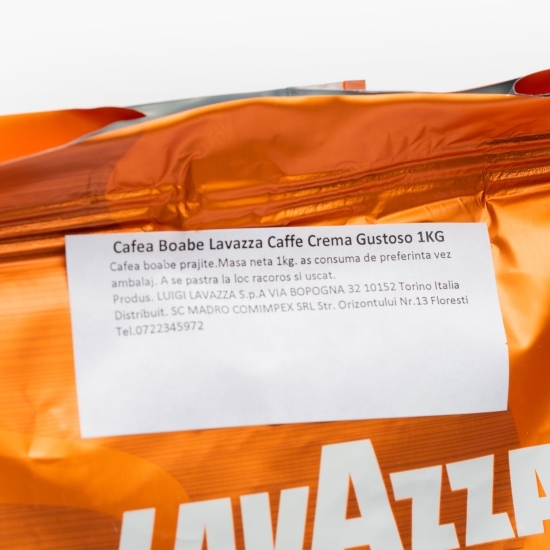 Cafea Boabe Lavazza Caffe Crema Gustoso 1KG
Cafea boabe prajite.Masa neta 1kg. as consuma de preferinta vez
ambalaj. A se pastra la loc racoros si uscat.
Produs. LUIGI LAVAZZA S.p.A VIA BOPOGNA 32 10152 Torino Italia
Distribuit. SC MADRO COMIMPEX SRL Str. Orizontului Nr.13 Floresti
Tel.0722345972
LAVAZZA